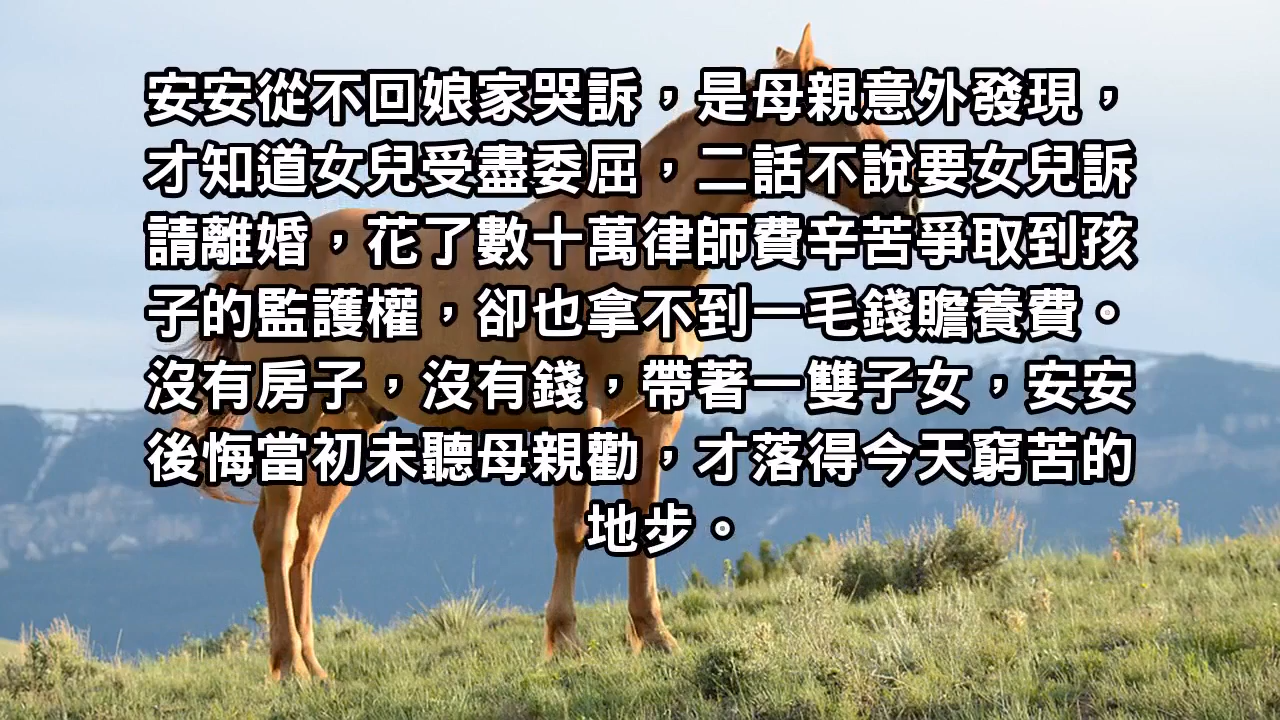 安安從不回娘家哭訴，是母親意外發現，
才知道女兒受盡委屈，二話不說要女兒訴
請離婚，花了數十萬律師費辛苦爭取到孩
子的監護權，卻也拿不到一毛錢贍養費。
沒有房子，沒有錢，帶著一雙子女，安安
後悔當初未聽母親勸，才落得今天窮苦的
地步。